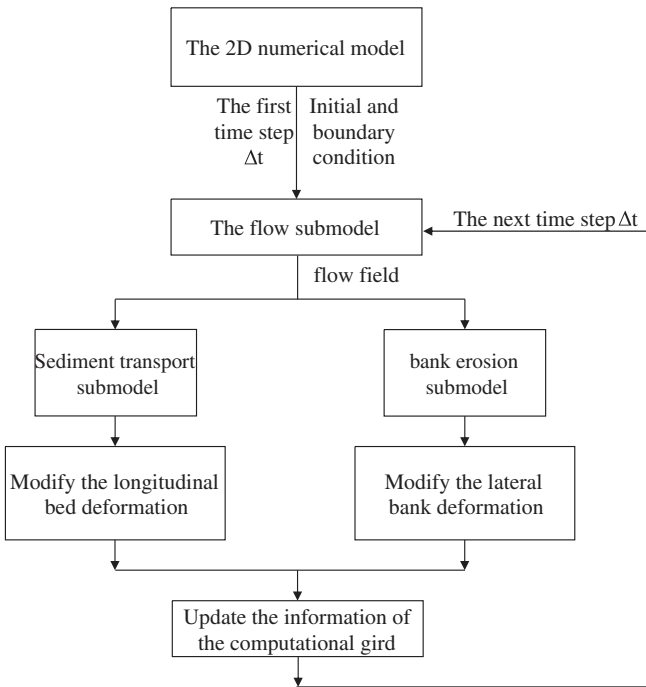 The 2D numerical model
The first
time step
Δt
Initial and
boundary
condition
The flow submodel
The next time step Δt
flow field
Sediment transport
submodel
bank erosion
submodel
Modify the longitudinal
bed deformation
Modify the lateral
bank deformation
Update the information of
the computational gird